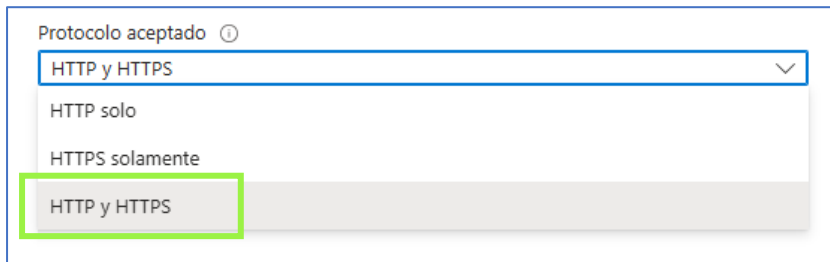 Protocolo aceptado
HTTP y HTTPS
HTTP solo
HTTPS solamente
HTTP y HTTPS